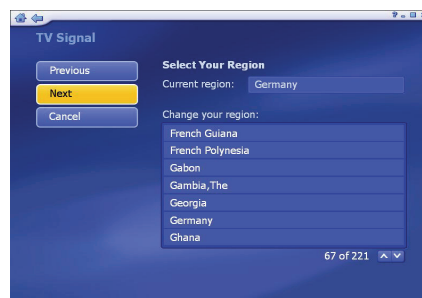 TV Signal
Previous
Next
Cancel
Select Your Region
Current region: Germany
Change your region:
French Guiana
French Polynesia
Gabon
Gambia,The
Georgia
Germany
Ghana
67 of 221